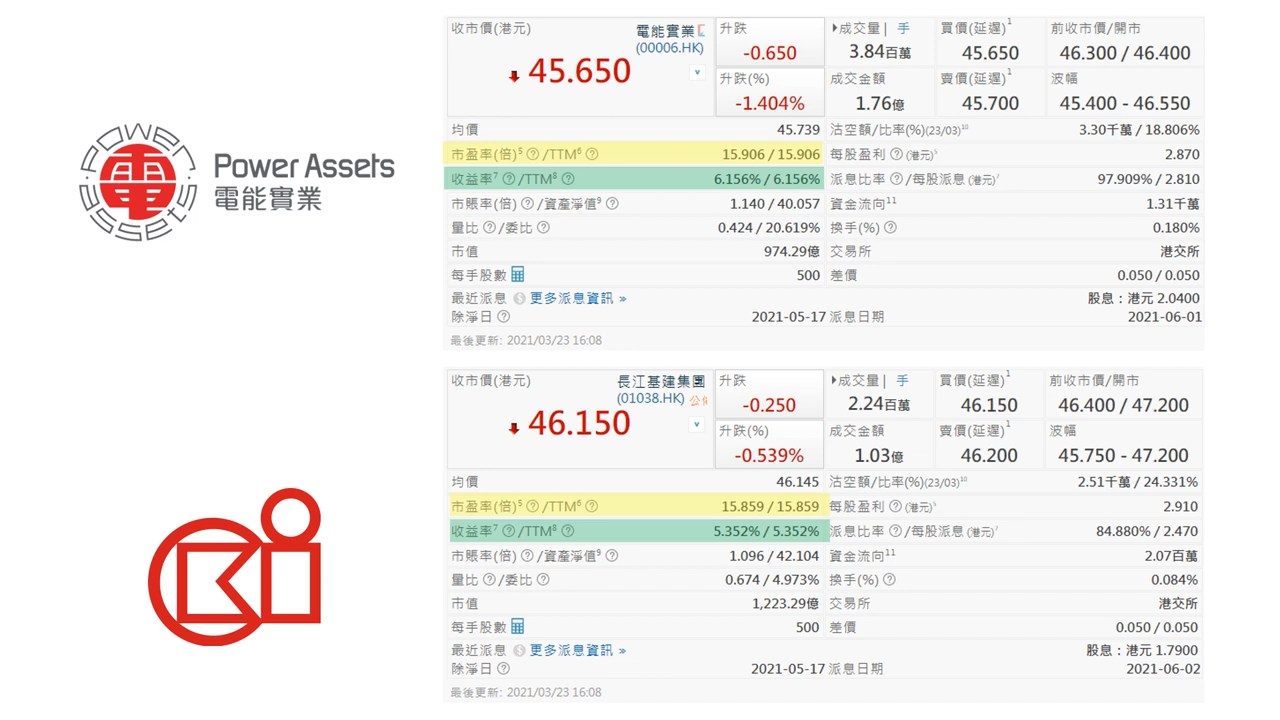 POWER ASSETS
Power Assets
電能實業
收市價(港元)
電能實業
(00006.HK)
45.650
升跌
-0.650
升跌(%)
-1.404%
成交量| 手
3.84百萬
買價(延遲)1
45.650
前收市價/開市
46.300 / 46.400
成交金額
1.76億
賣價(延遲)1
45.700
波幅
45.400 - 46.550
均價 45.739 沽空額/比率(%)(23/03)10 3.30千萬 / 18.806%
市盈率(倍)5 ? /TTM6 ? 15.906 / 15.906 每股盈利 ? (港元)5 2.870
收益率7 ? /TTM8 ? 6.156% / 6.156% 派息比率 ? /每股派息 (港元)7 97.909% / 2.810
市賬率(倍) ? /資產淨值9 ? 1.140 / 40.057 資金流向11 1.31千萬
量比 ? /委比 ? 0.424 / 20.619% 換手(%) ? 0.180%
市值 974.29億 交易所 港交所
每手股數 500 差價 0.050 / 0.050
最近派息 $ 更多派息資訊 » 股息：港元 2.0400
除淨日 ? 2021-05-17 派息日期 2021-06-01
最後更新: 2021/03/23 16:08
收市價(港元)
長江基建集團
(01038.HK)
46.150
升跌
-0.250
升跌(%)
-0.539%
成交量| 手
2.24百萬
買價(延遲)1
46.150
前收市價/開市
46.400 / 47.200
成交金額
1.03億
賣價(延遲)1
46.200
波幅
45.750 - 47.200
均價 46.145 沽空額/比率(%)(23/03)10 2.51千萬 / 24.331%
市盈率(倍)5 ? /TTM6 ? 15.859 / 15.859 每股盈利 ? (港元)5 2.910
收益率7 ? /TTM8 ? 5.352% / 5.352% 派息比率 ? /每股派息 (港元)7 84.880% / 2.470
市賬率(倍) ? /資產淨值9 ? 1.096 / 42.104 資金流向11 2.07百萬
量比 ? /委比 ? 0.674 / 4.973% 換手(%) ? 0.084%
市值 1,223.29億 交易所 港交所
每手股數 500 差價 0.050 / 0.050
最近派息 $ 更多派息資訊 » 股息：港元 1.7900
除淨日 ? 2021-05-17 派息日期 2021-06-02
最後更新: 2021/03/23 16:08